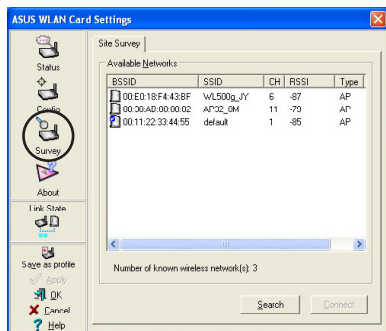 ASUS WLAN Card Settings
Status
Config
Survey
About
Link State
Save as profile
Apply
OK
Cancel
Help
Site Survey
Available Networks
BSSID SSID CH RSSI Type
00:E0:18:F4:43:BF WL500g_JY 6 -87 AP
00:30:AB:00:00:02 AP32_0M 11 -79 AP
00:11:22:33:44:55 default 1 -85 AP
Number of known wireless network(s): 3
Search
Connect